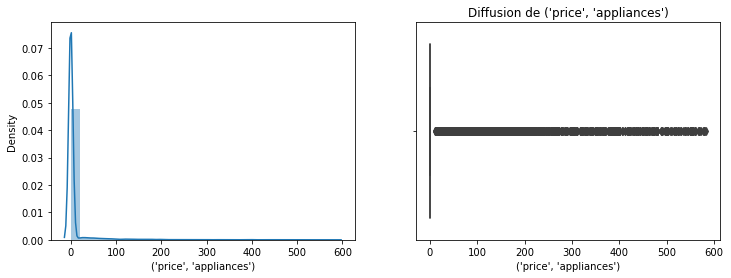 Density
0.07
0.06
0.05
0.04
0.03
0.02
0.01
0.00
0 100 200 300 400 500 600
('price', 'appliances')
Diffusion de ('price', 'appliances')
0 100 200 300 400 500 600
('price', 'appliances')